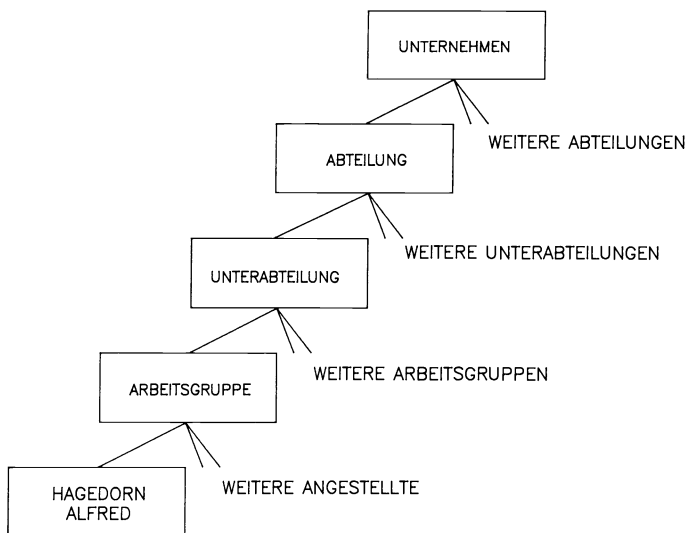 UNTERNEHMEN
WEITERE ABTEILUNGEN
ABTEILUNG
WEITERE UNTERABTEILUNGEN
UNTERABTEILUNG
WEITERE ARBEITSGRUPPEN
ARBEITSGRUPPE
WEITERE ANGESTELLTE
HAGEDORN
ALFRED